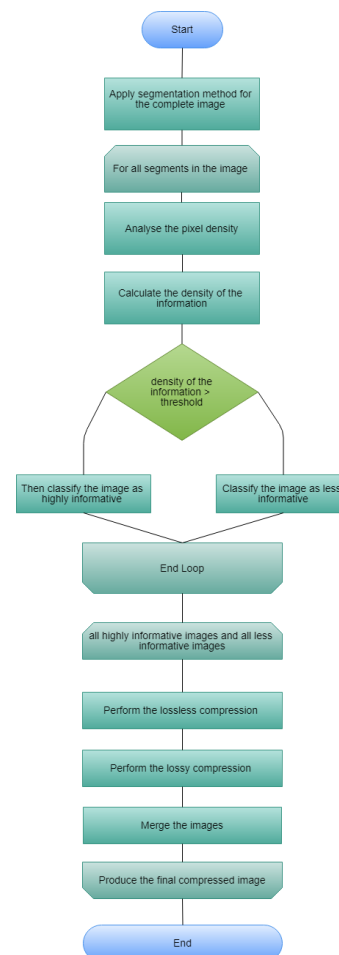 Start
Apply segmentation method for
the complete image
For all segments in the image
Analyse the pixel density
Calculate the density of the
information
density of the
information >
threshold
Then classify the image as
highly informative
Classify the image as less
informative
End Loop
all highly informative images and all less
informative images
Perform the lossless compression
Perform the lossy compression
Merge the images
Produce the final compressed image
End